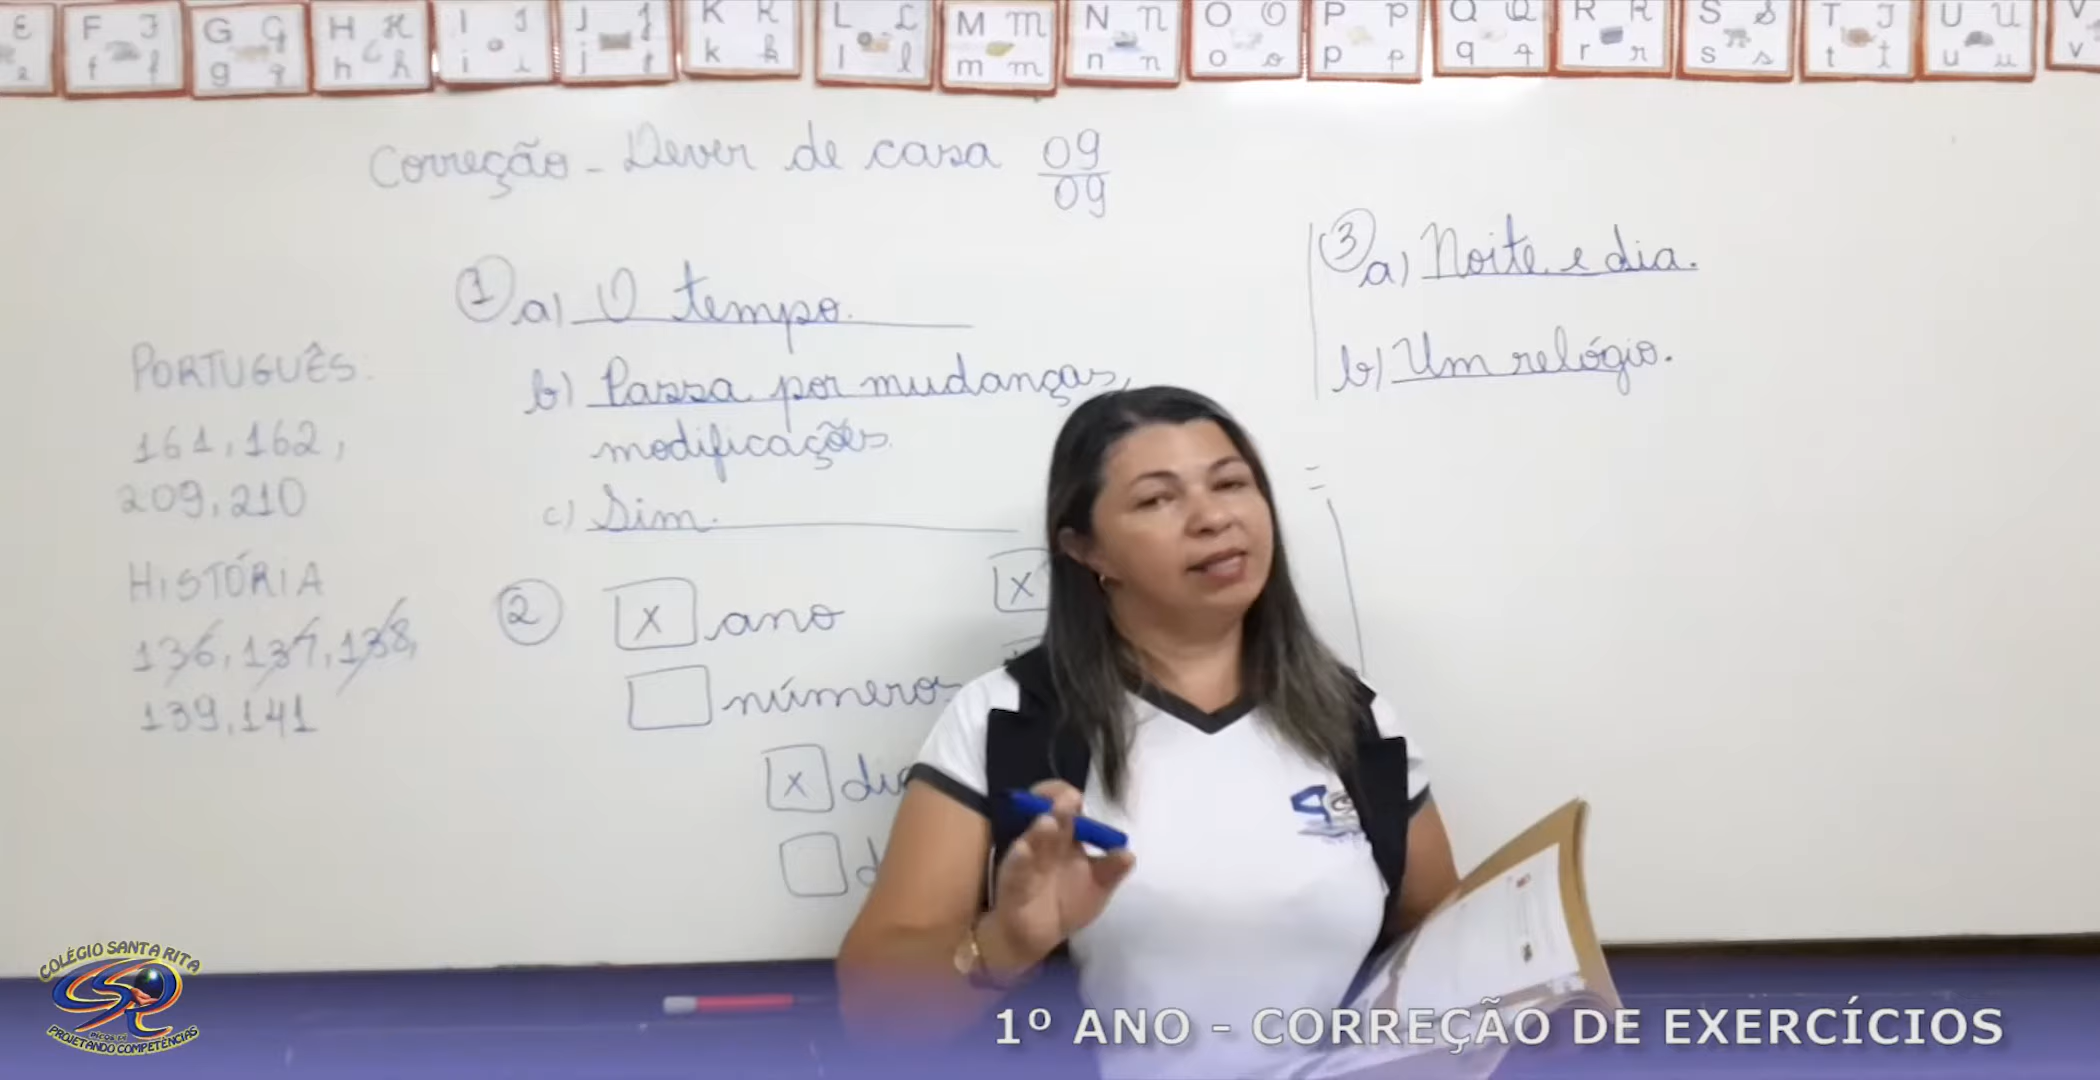 E
F F f f
G G g g
H H h h
I I i i
J J j j
K K k k
L L l l
M M m m
N N n n
O O o o
P P p p
Q Q q q
R R r r
S S s s
T T t t
U U u u
V v
Correção - Dever de casa 09/09
1 a) O tempo.
b) Passa por mudanças,
modificações.
c) Sim.
2 x ano x
números
x dia
d
3 a) Noite e dia.
b) Um relógio.
PORTUGUÊS:
161, 162,
209, 210
HISTÓRIA
136, 137, 138,
139, 141
COLÉGIO SANTA RITA
PROJETANDO COMPETÊNCIAS
1º ANO - CORREÇÃO DE EXERCÍCIOS